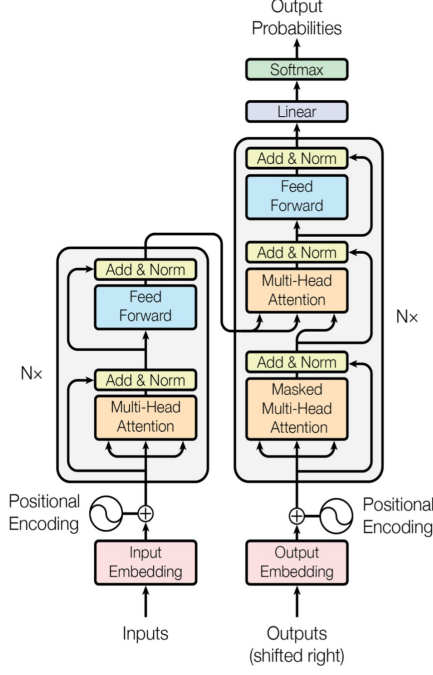 Output
Probabilities
Softmax
Linear
Add & Norm
Feed
Forward
Add & Norm
Multi-Head
Attention
Nx
Add & Norm
Masked
Multi-Head
Attention
Add & Norm
Feed
Forward
Nx
Add & Norm
Multi-Head
Attention
Positional
Encoding
Positional
Encoding
Input
Embedding
Output
Embedding
Inputs
Outputs
(shifted right)